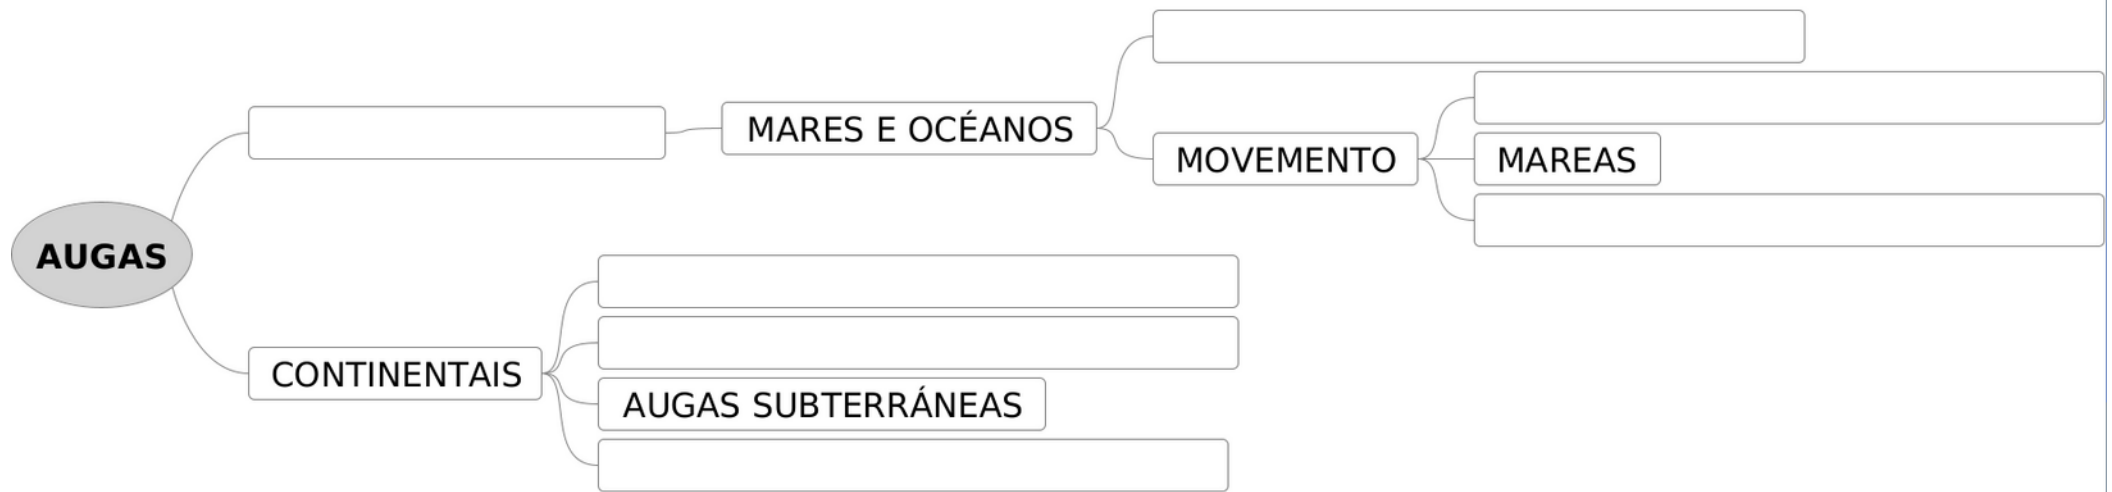 AUGAS
MARES E OCÉANOS
MOVEMENTO
MAREAS
CONTINENTAIS
AUGAS SUBTERRÁNEAS